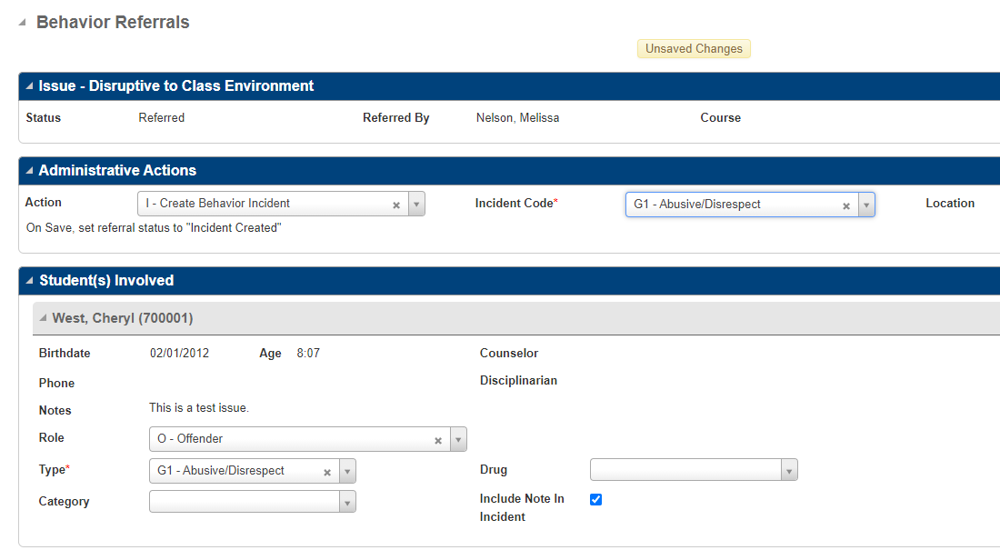 Behavior Referrals
Unsaved Changes
Issue - Disruptive to Class Environment
Status Referred Referred By Nelson, Melissa Course
Administrative Actions
Action I - Create Behavior Incident Incident Code* G1 - Abusive/Disrespect Location
On Save, set referral status to "Incident Created"
Student(s) Involved
West, Cheryl (700001)
Birthdate 02/01/2012 Age 8:07 Counselor
Phone Disciplinarian
Notes This is a test issue.
Role O - Offender
Type* G1 - Abusive/Disrespect Drug
Category Include Note In
Incident